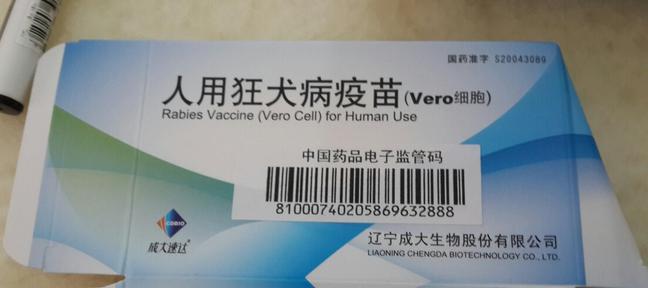 国药准字 S20043089
人用狂犬病疫苗(Vero细胞)
Rabies Vaccine (Vero Cell) for Human Use
中国药品电子监管码
81000740205869632888
CDBIO
成大速达®
辽宁成大生物股份有限公司
LIAONING CHENGDA BIOTECHNOLOGY CO., LTD.